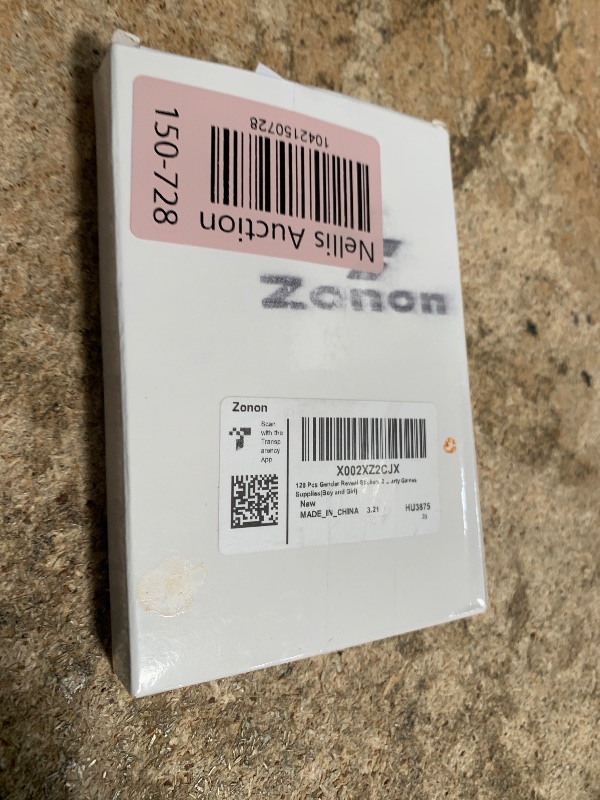 1042150728
150-728
Nellis Auction
Zonon
Zonon
Scan
with the
Transp
arency
App
X002XZ2CJX
120 Pcs Gender Reveal Stickers Party Games
Supplies(Boy and Girl)
New
MADE_IN_CHINA 3.21 HU3875